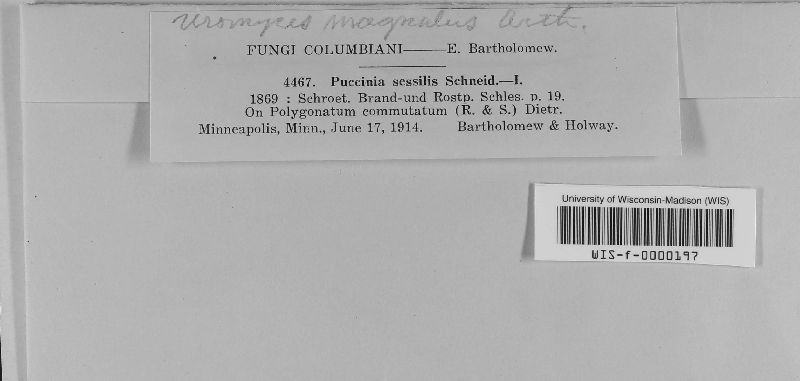 Uromyces magnatus Arth.
FUNGI COLUMBIANI——E. Bartholomew.
4467. Puccinia sessilis Schneid.—I.
1869 : Schroet. Brand-und Rostp. Schles. p. 19.
On Polygonatum commutatum (R. & S.) Dietr.
Minneapolis, Minn., June 17, 1914. Bartholomew & Holway.
University of Wisconsin-Madison (WIS)
WIS-f-0000197